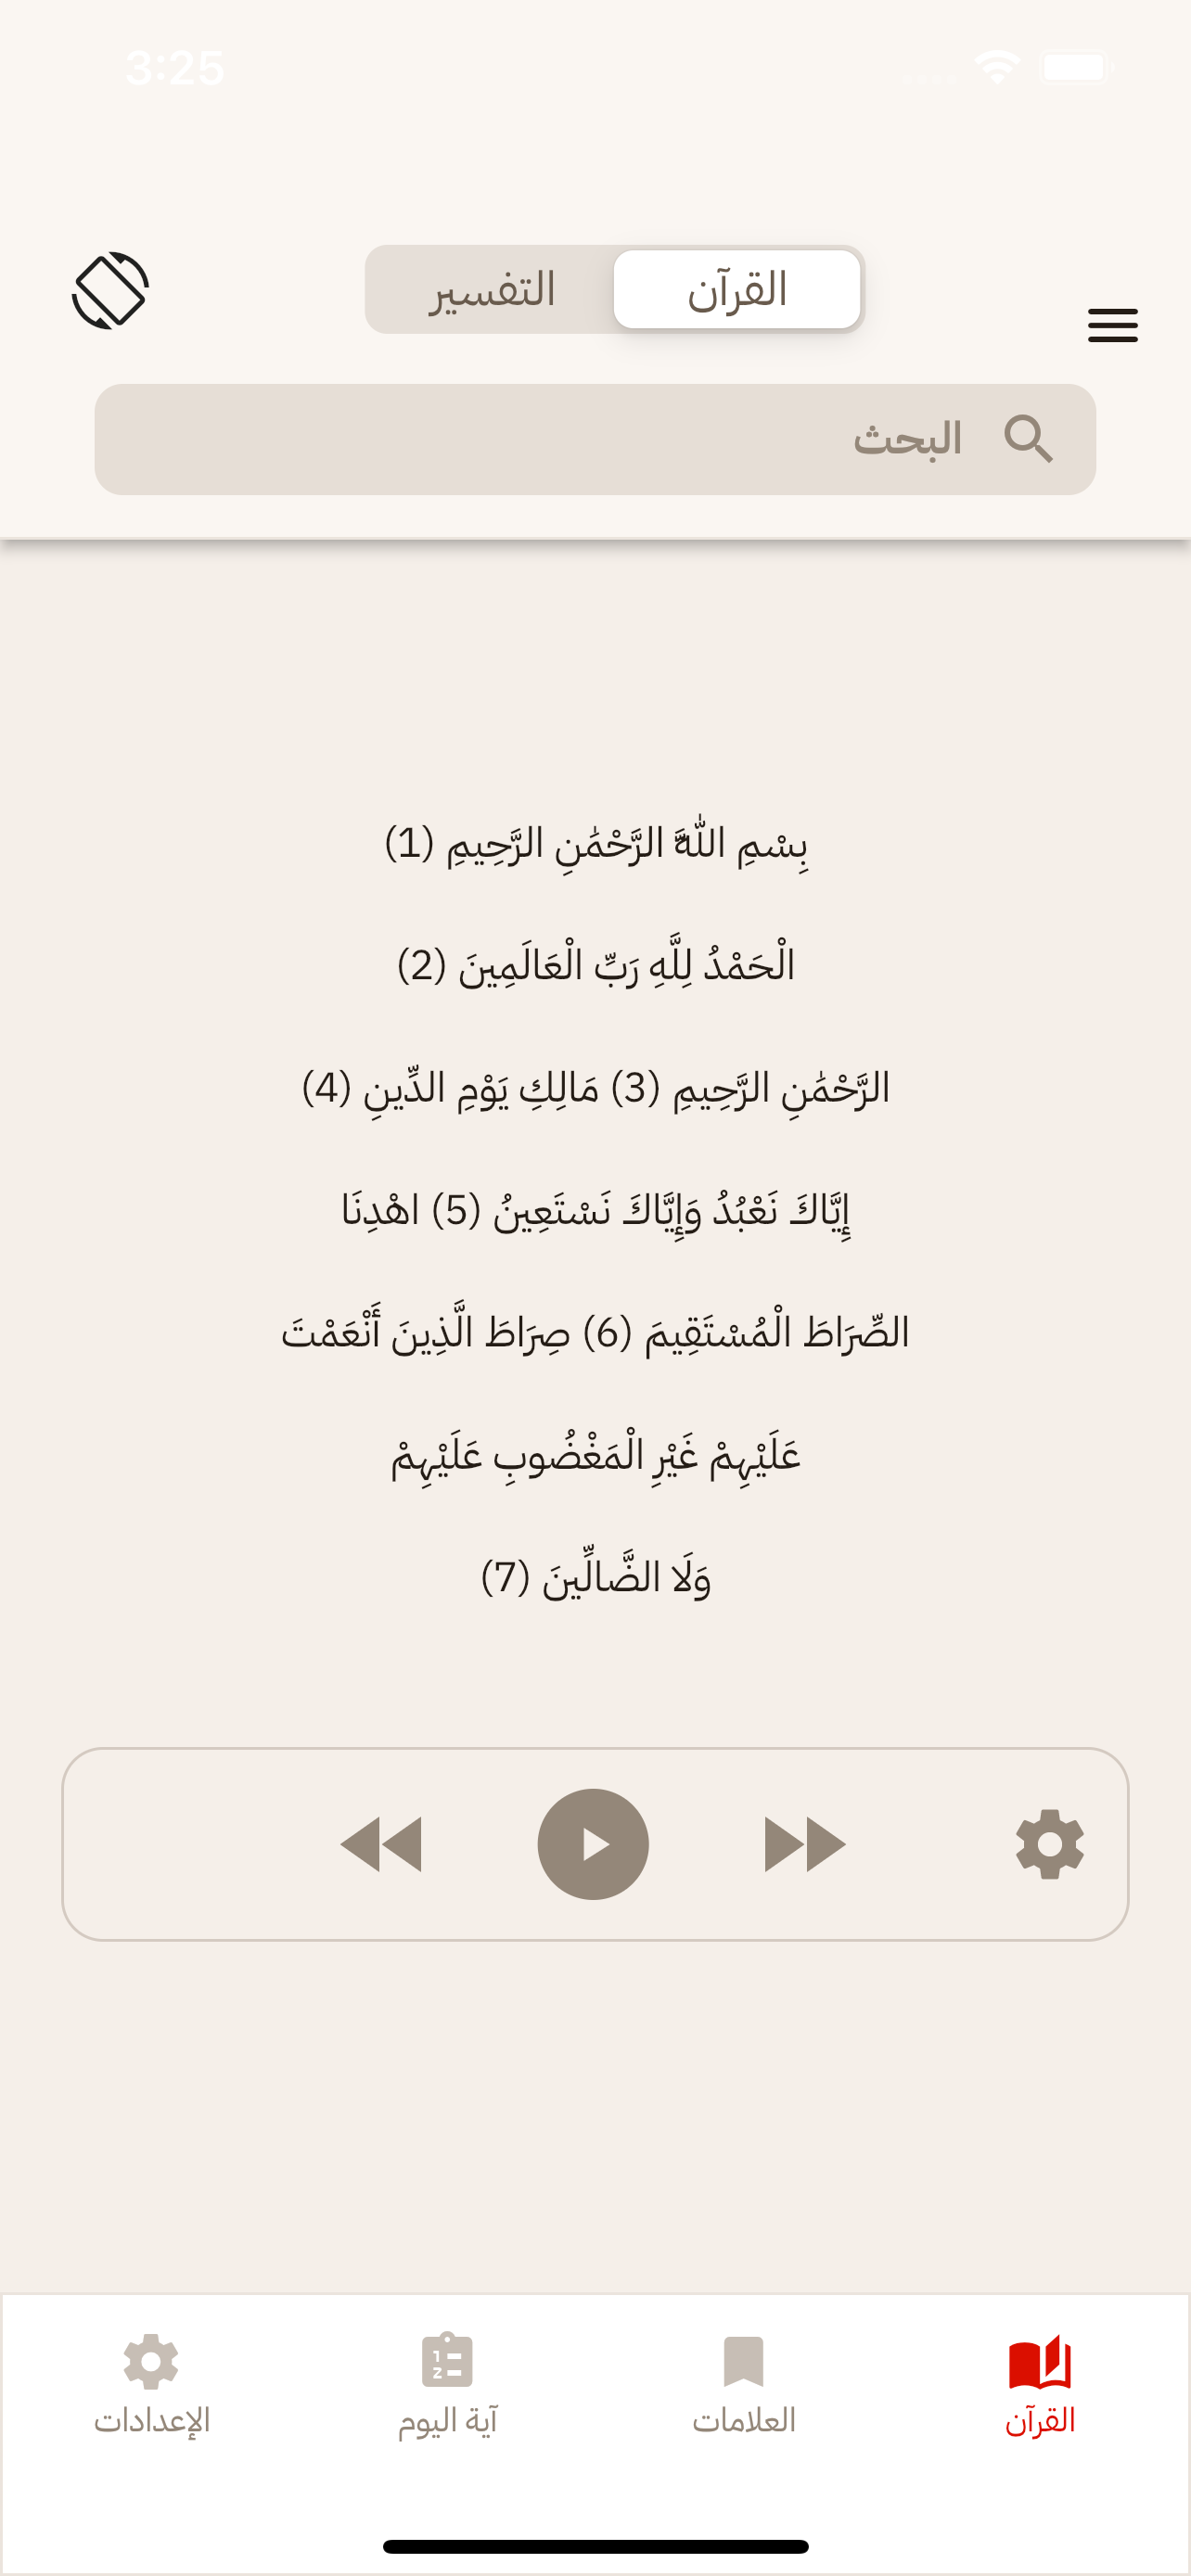 3:25
القرآن
التفسير
البحث
بِسْمِ اللَّهَِ الرَّحْمَٰنِ الرَّحِيمِ (1)
الْحَمْدُ لِلَّهِ رَبِّ الْعَالَمِينَ (2)
الرَّحْمَٰنِ الرَّحِيمِ (3) مَالِكِ يَوْمِ الدِّينِ (4)
إِيَّاكَ نَعْبُدُ وَإِيَّاكَ نَسْتَعِينُ (5) اهْدِنَا
الصِّرَاطَ الْمُسْتَقِيمَ (6) صِرَاطَ الَّذِينَ أَنْعَمْتَ
عَلَيْهِمْ غَيْرِ الْمَغْضُوبِ عَلَيْهِمْ
وَلَا الضَّالِّينَ (7)
القرآن
العلامات
آية اليوم
الإعدادات